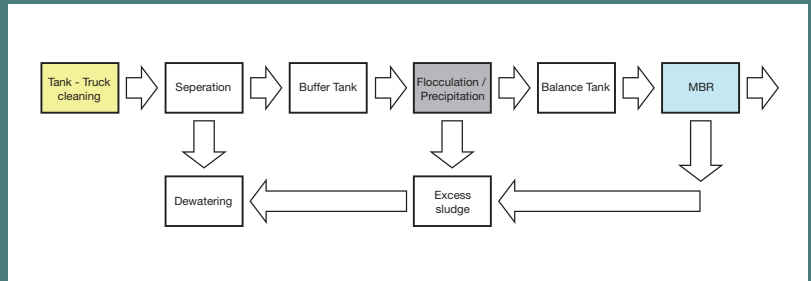 Tank - Truck
cleaning
Seperation
Buffer Tank
Flocculation /
Precipitation
Balance Tank
MBR
Dewatering
Excess
sludge